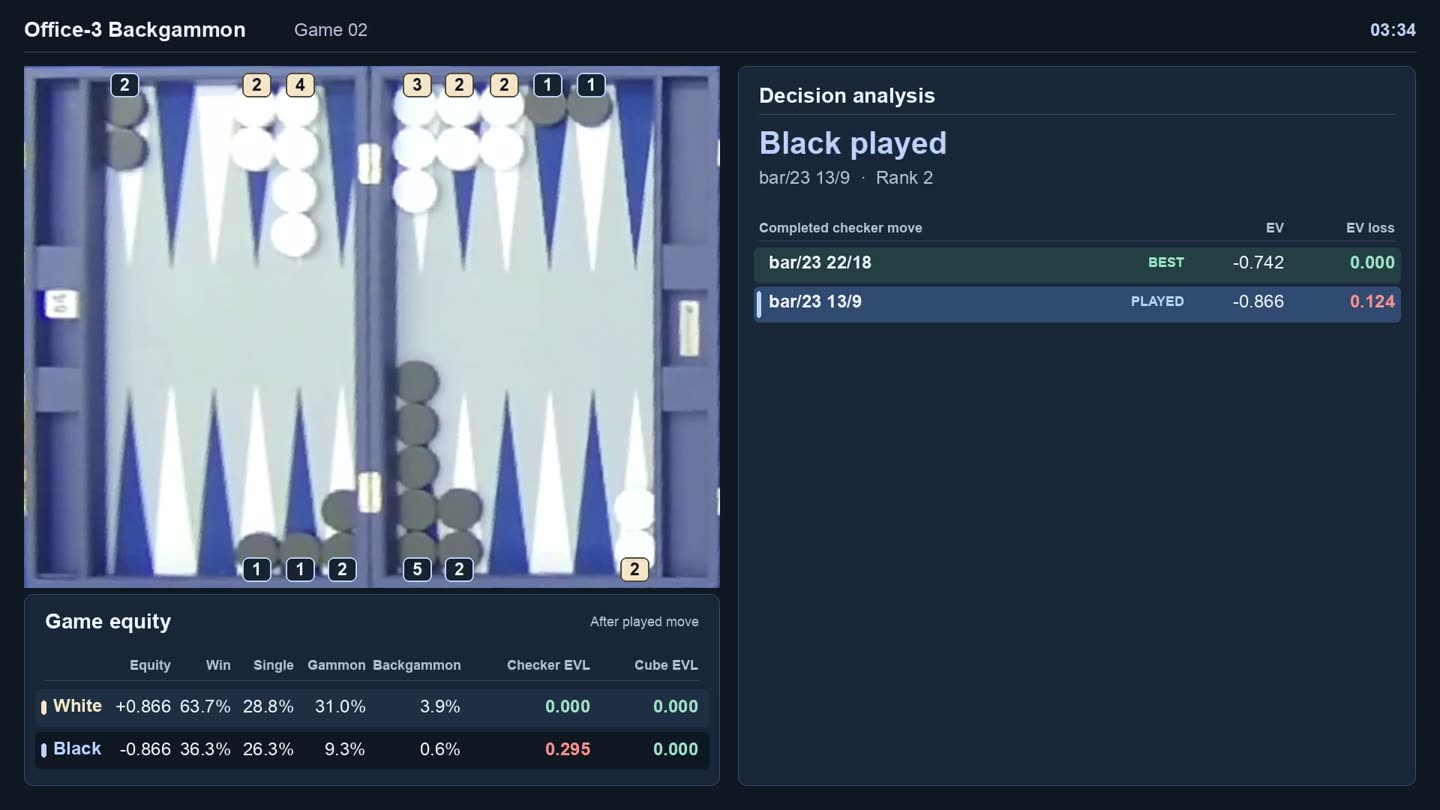 Office-3 Backgammon Game 02 03:34
2 2 4 3 2 2 1 1
64
1 1 2 5 2 2
Game equity After played move
Equity Win Single Gammon Backgammon Checker EVL Cube EVL
White +0.866 63.7% 28.8% 31.0% 3.9% 0.000 0.000
Black -0.866 36.3% 26.3% 9.3% 0.6% 0.295 0.000
Decision analysis
Black played
bar/23 13/9 · Rank 2
Completed checker move EV EV loss
bar/23 22/18 BEST -0.742 0.000
bar/23 13/9 PLAYED -0.866 0.124